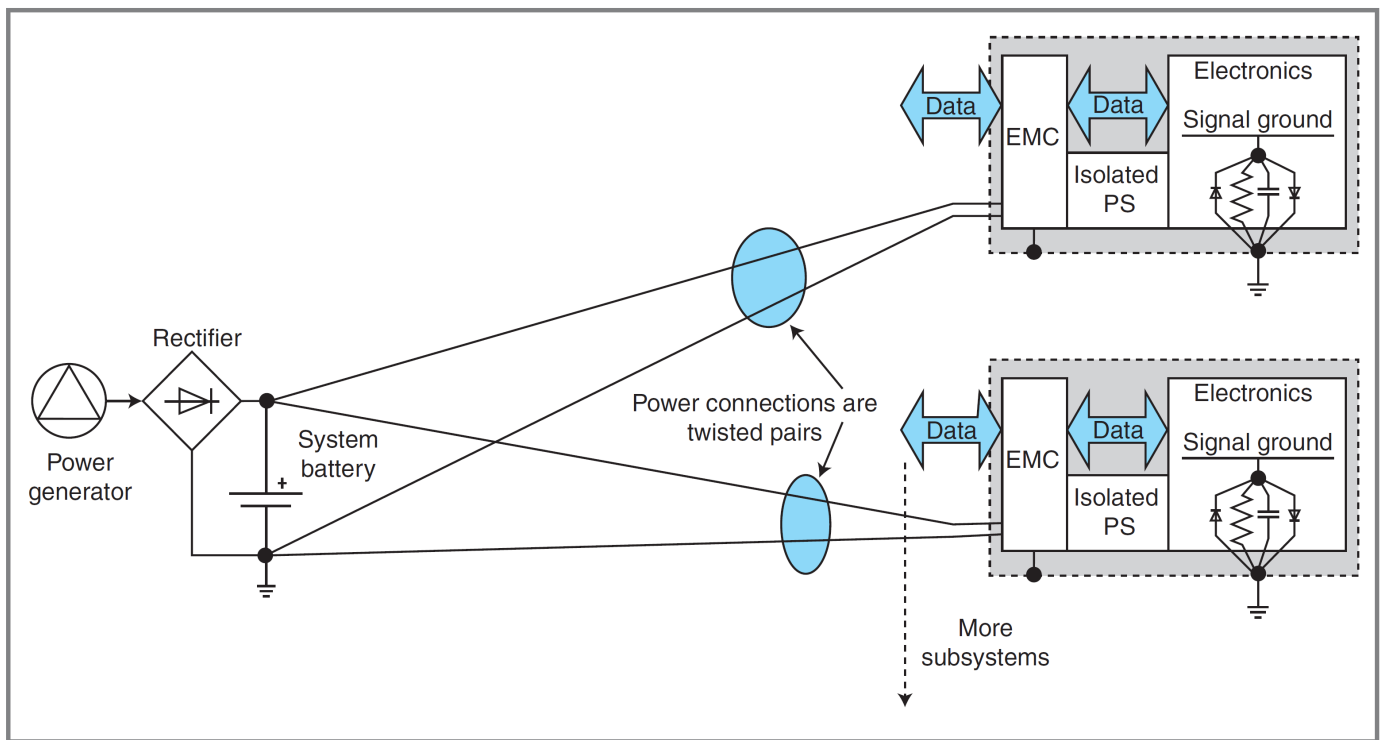 Electronics
Data
Data
Signal ground
EMC
Isolated
PS
Rectifier
Power connections are
twisted pairs
System
battery
+
Power
generator
Electronics
Data
Data
Signal ground
EMC
Isolated
PS
More
subsystems